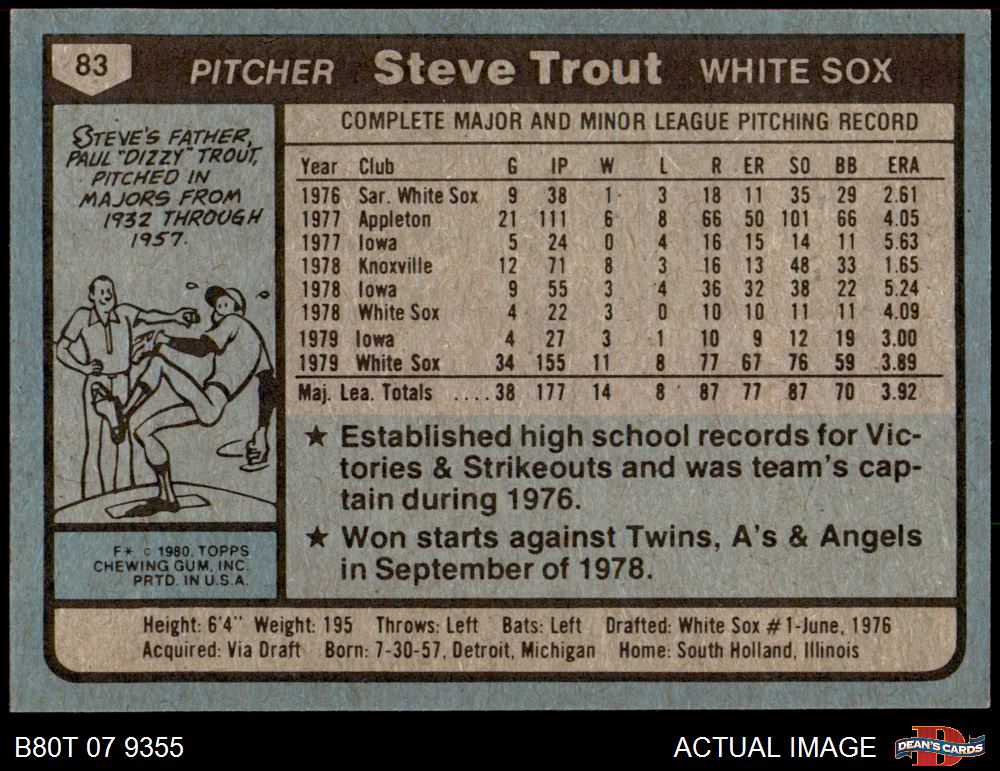 83 PITCHER Steve Trout WHITE SOX
STEVE'S FATHER,
PAUL "DIZZY" TROUT,
PITCHED IN
MAJORS FROM
1932 THROUGH
1957.
F* © 1980, TOPPS
CHEWING GUM, INC.
PRTD. IN U.S.A.
COMPLETE MAJOR AND MINOR LEAGUE PITCHING RECORD
Year Club G IP W L R ER SO BB ERA
1976 Sar. White Sox 9 38 1 3 18 11 35 29 2.61
1977 Appleton 21 111 6 8 66 50 101 66 4.05
1977 Iowa 5 24 0 4 16 15 14 11 5.63
1978 Knoxville 12 71 8 3 16 13 48 33 1.65
1978 Iowa 9 55 3 4 36 32 38 22 5.24
1978 White Sox 4 22 3 0 10 10 11 11 4.09
1979 Iowa 4 27 3 1 10 9 12 19 3.00
1979 White Sox 34 155 11 8 77 67 76 59 3.89
Maj. Lea. Totals ....38 177 14 8 87 77 87 70 3.92
★ Established high school records for Vic-
tories & Strikeouts and was team's cap-
tain during 1976.
★ Won starts against Twins, A's & Angels
in September of 1978.
Height: 6'4" Weight: 195 Throws: Left Bats: Left Drafted: White Sox #1-June, 1976
Acquired: Via Draft Born: 7-30-57, Detroit, Michigan Home: South Holland, Illinois
B80T 07 9355 ACTUAL IMAGE D DEAN'S CARDS